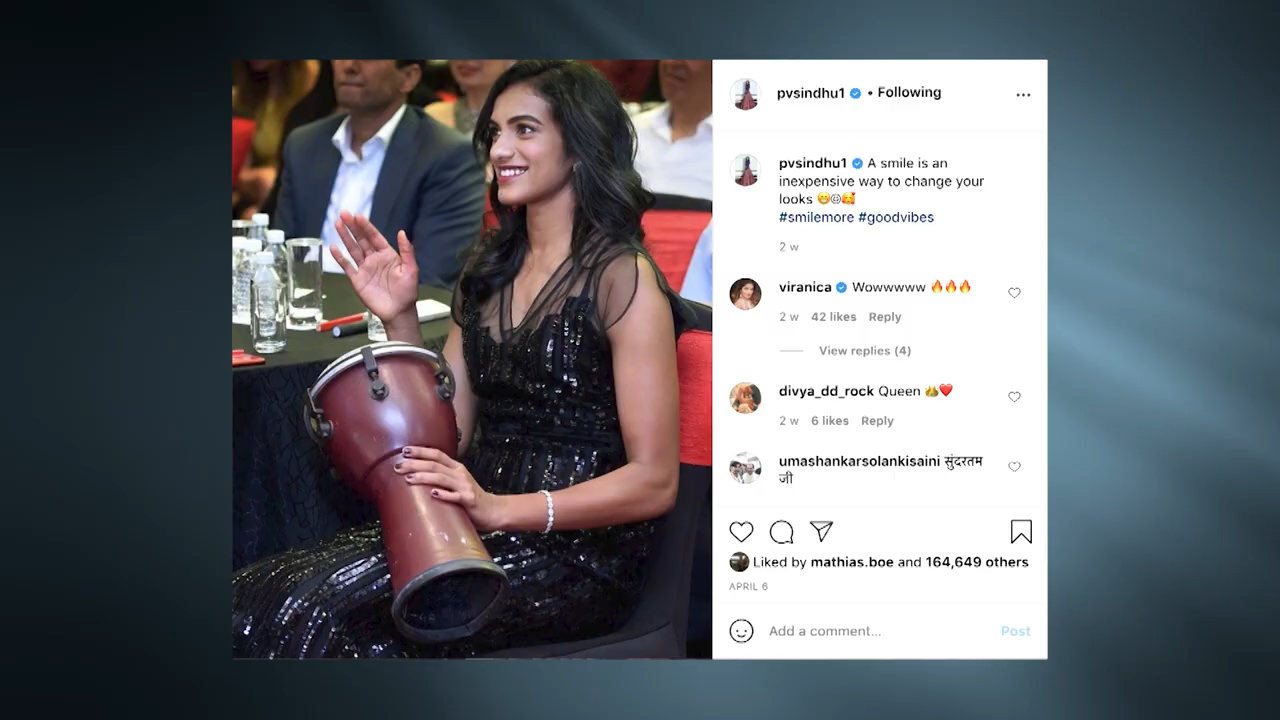 pvsindhu1 • Following
pvsindhu1 A smile is an
inexpensive way to change your
looks 😁😊🥰
#smilemore #goodvibes
2 w
viranica Wowwwwww 🔥🔥🔥
2 w 42 likes Reply
View replies (4)
divya_dd_rock Queen 👑❤️
2 w 6 likes Reply
umashankarsolankisaini सुंदरतम
जी
Liked by mathias.boe and 164,649 others
APRIL 6
Add a comment... Post